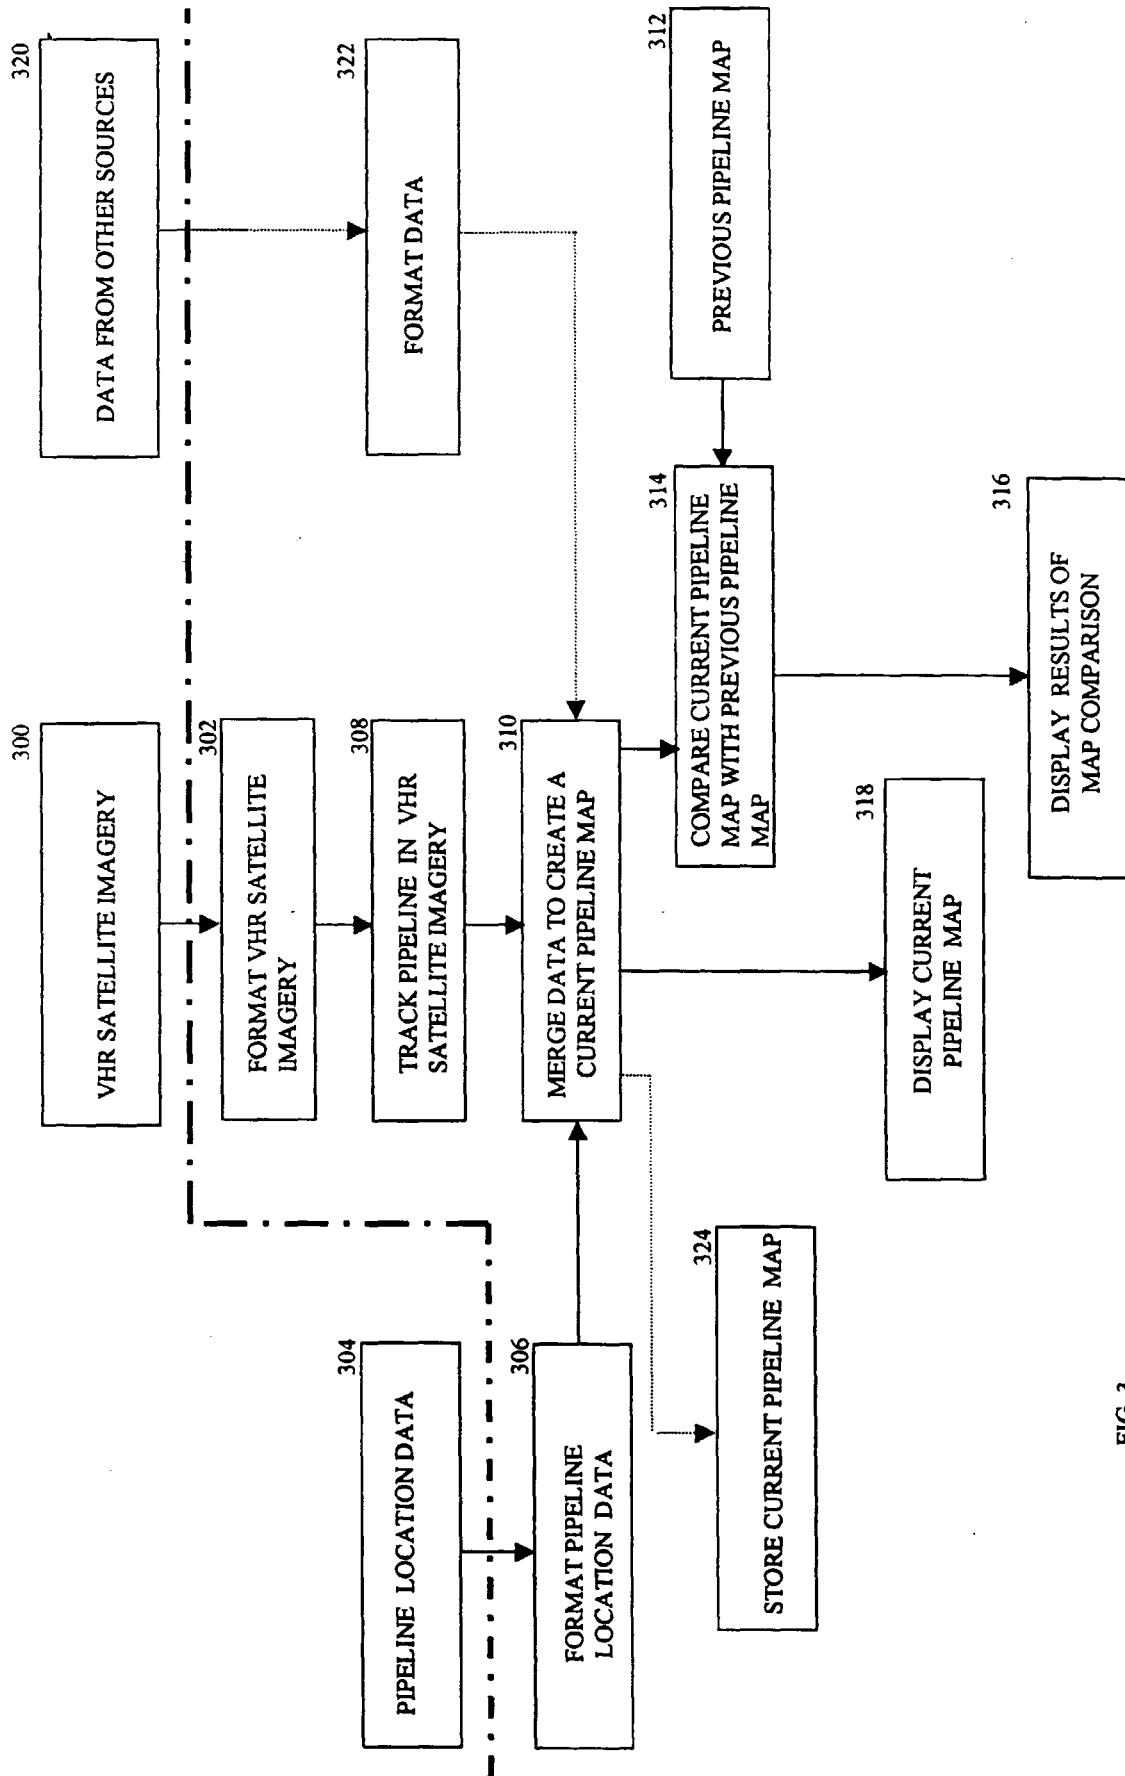 300
VHR SATELLITE IMAGERY
320
DATA FROM OTHER SOURCES
302
FORMAT VHR SATELLITE
IMAGERY
304
PIPELINE LOCATION DATA
308
TRACK PIPELINE IN VHR
SATELLITE IMAGERY
322
FORMAT DATA
306
FORMAT PIPELINE
LOCATION DATA
310
MERGE DATA TO CREATE A
CURRENT PIPELINE MAP
312
PREVIOUS PIPELINE MAP
314
COMPARE CURRENT PIPELINE
MAP WITH PREVIOUS PIPELINE
MAP
324
STORE CURRENT PIPELINE MAP
318
DISPLAY CURRENT
PIPELINE MAP
316
DISPLAY RESULTS OF
MAP COMPARISON
FIG 3